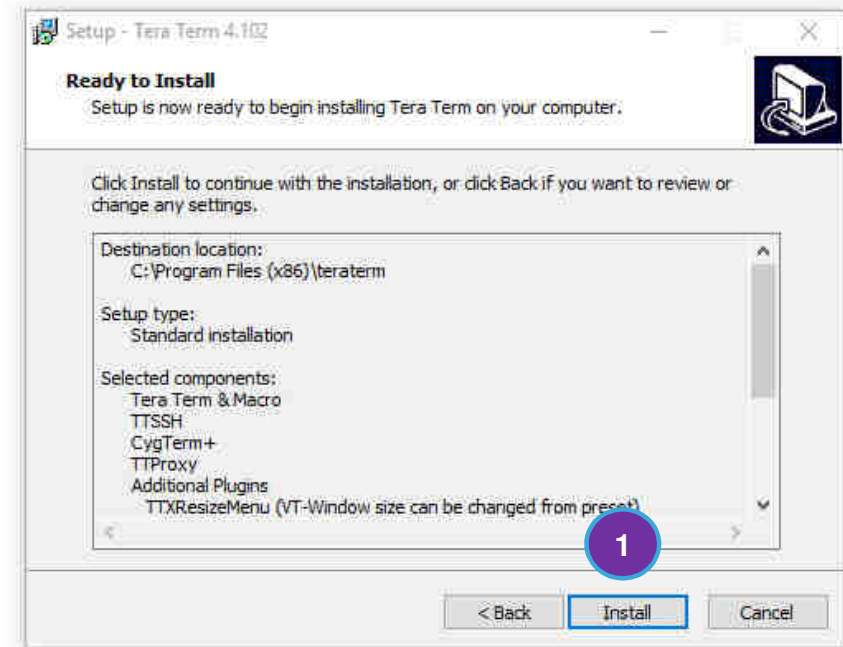 Setup - Tera Term 4.102
Ready to Install
Setup is now ready to begin installing Tera Term on your computer.
Click Install to continue with the installation, or click Back if you want to review or
change any settings.
Destination location:
C:\Program Files (x86)\teraterm
Setup type:
Standard installation
Selected components:
Tera Term & Macro
TTSSH
CygTerm+
TTProxy
Additional Plugins
TTXResizeMenu (VT-Window size can be changed from preset)
1
< Back
Install
Cancel